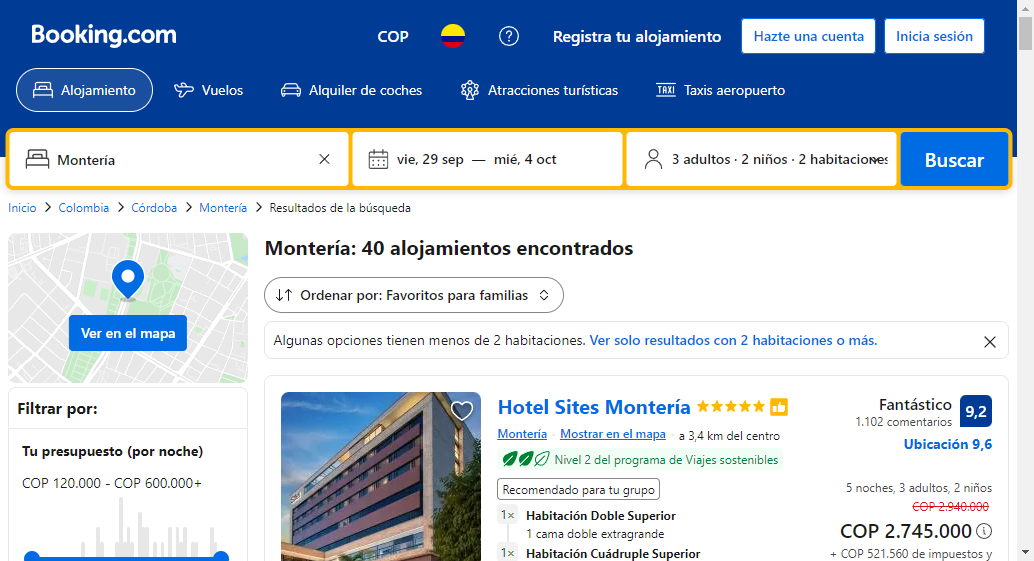 Booking.com
COP
Registra tu alojamiento
Hazte una cuenta
Inicia sesión
Alojamiento
Vuelos
Alquiler de coches
Atracciones turísticas
TAXI
Taxis aeropuerto
Montería
vie, 29 sep — mié, 4 oct
3 adultos · 2 niños · 2 habitaciones
Buscar
Inicio > Colombia > Córdoba > Montería > Resultados de la búsqueda
Ver en el mapa
Filtrar por:
Tu presupuesto (por noche)
COP 120.000 - COP 600.000+
Montería: 40 alojamientos encontrados
Ordenar por: Favoritos para familias
Algunas opciones tienen menos de 2 habitaciones. Ver solo resultados con 2 habitaciones o más.
Hotel Sites Montería
Montería · Mostrar en el mapa · a 3,4 km del centro
Nivel 2 del programa de Viajes sostenibles
Recomendado para tu grupo
1× Habitación Doble Superior
1 cama doble extragrande
1× Habitación Cuádruple Superior
Fantástico
1.102 comentarios
9,2
Ubicación 9,6
5 noches, 3 adultos, 2 niños
COP 2.940.000
COP 2.745.000
+ COP 521.560 de impuestos y